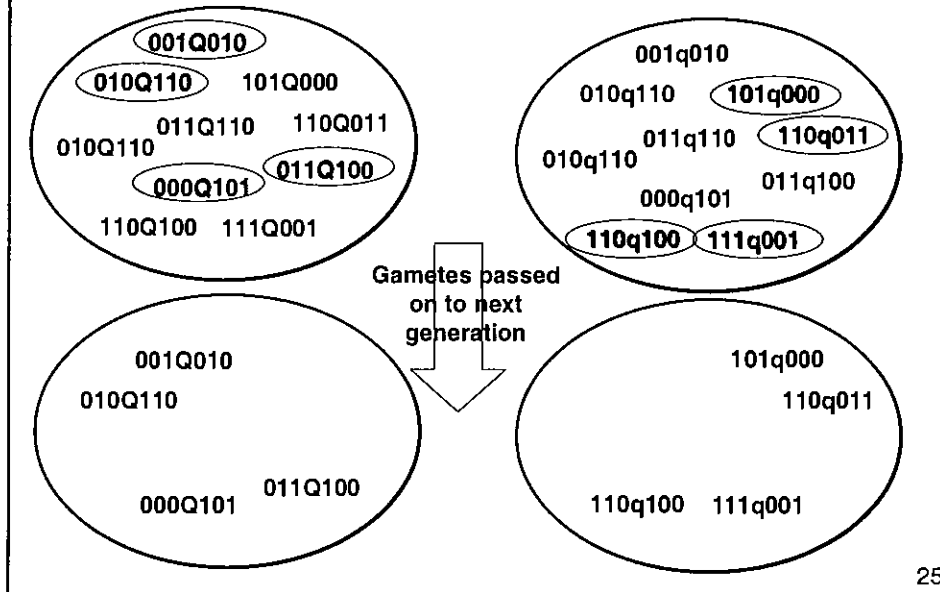 001Q010
010Q110
101Q000
011Q110
110Q011
010Q110
000Q101
011Q100
110Q100
111Q001
001q010
010q110
101q000
011q110
110q011
010q110
011q100
000q101
110q100
111q001
Gametes passed
on to next
generation
001Q010
010Q110
000Q101
011Q100
101q000
110q011
110q100
111q001
25